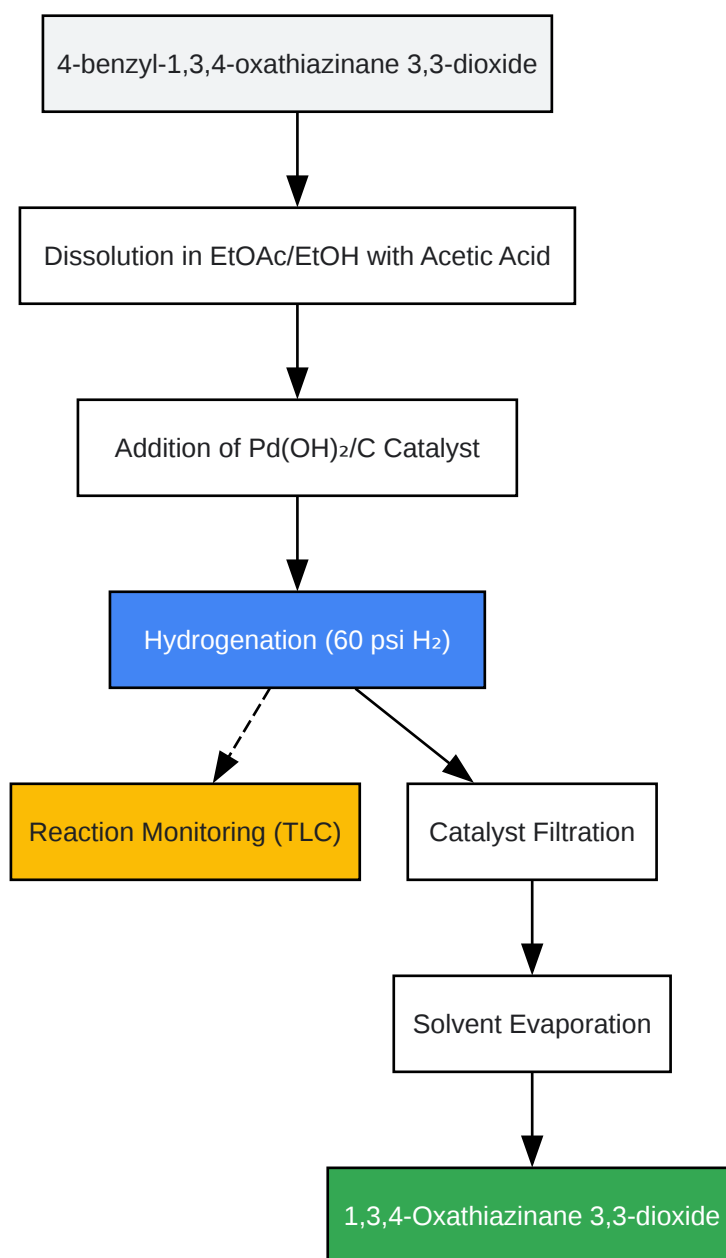 4-benzyl-1,3,4-oxathiazinane 3,3-dioxide
Dissolution in EtOAc/EtOH with Acetic Acid
Addition of Pd(OH)₂/C Catalyst
Hydrogenation (60 psi H₂)
Reaction Monitoring (TLC)
Catalyst Filtration
Solvent Evaporation
1,3,4-Oxathiazinane 3,3-dioxide